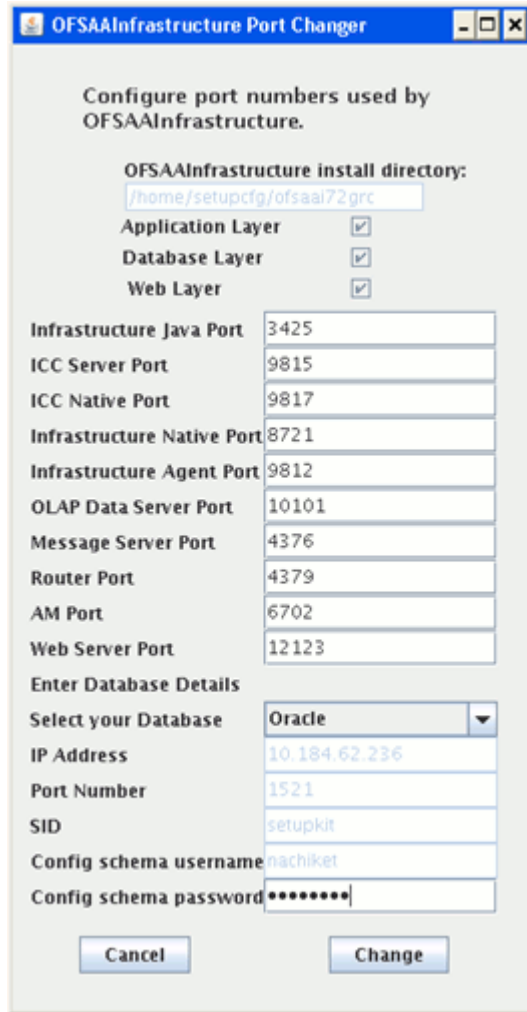 OFSAAInfrastructure Port Changer
Configure port numbers used by
OFSAAInfrastructure.
OFSAAInfrastructure install directory:
/home/setupcfg/ofsaai72grc
Application Layer
Database Layer
Web Layer
Infrastructure Java Port 3425
ICC Server Port 9815
ICC Native Port 9817
Infrastructure Native Port 8721
Infrastructure Agent Port 9812
OLAP Data Server Port 10101
Message Server Port 4376
Router Port 4379
AM Port 6702
Web Server Port 12123
Enter Database Details
Select your Database Oracle
IP Address 10.184.62.236
Port Number 1521
SID setupkit
Config schema username nachiket
Config schema password ••••••••
Cancel Change